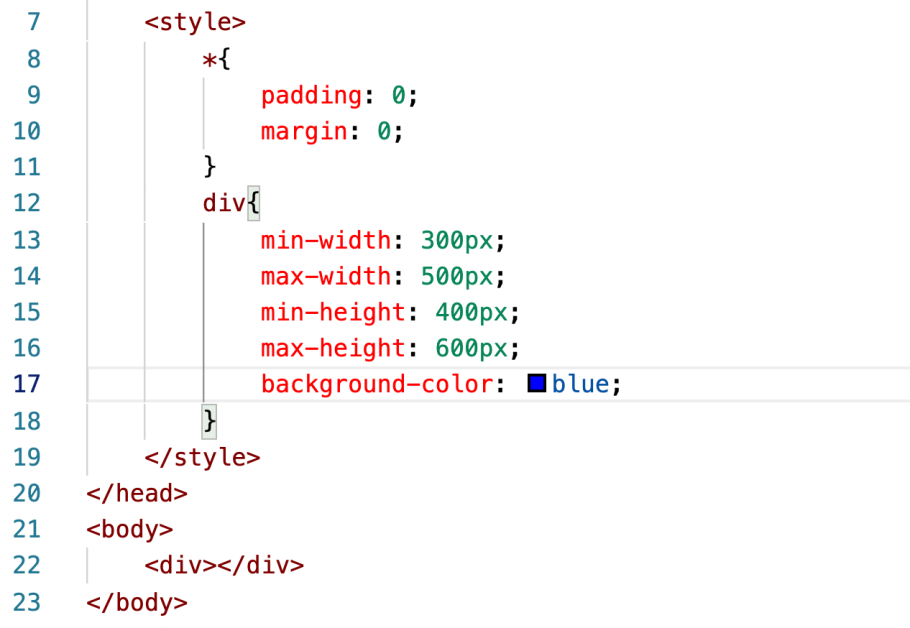 7 <style>
8 *{
9 padding: 0;
10 margin: 0;
11 }
12 div{
13 min-width: 300px;
14 max-width: 500px;
15 min-height: 400px;
16 max-height: 600px;
17 background-color: blue;
18 }
19 </style>
20 </head>
21 <body>
22 <div></div>
23 </body>